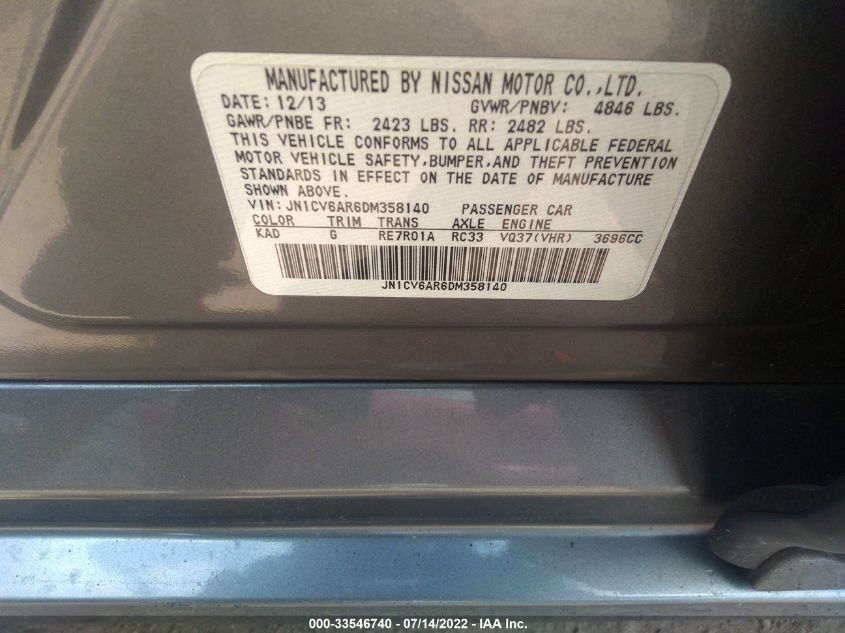 MANUFACTURED BY NISSAN MOTOR CO.,LTD.
DATE: 12/13 GVWR/PNBV: 4846 LBS.
GAWR/PNBE FR: 2423 LBS. RR: 2482 LBS.
THIS VEHICLE CONFORMS TO ALL APPLICABLE FEDERAL
MOTOR VEHICLE SAFETY,BUMPER,AND THEFT PREVENTION
STANDARDS IN EFFECT ON THE DATE OF MANUFACTURE
SHOWN ABOVE.
VIN: JN1CV6AR6DM358140 PASSENGER CAR
COLOR TRIM TRANS AXLE ENGINE
KAD G RE7R01A RC33 VQ37(VHR) 3696CC
JN1CV6AR6DM358140
000-33546740 - 07/14/2022 - IAA Inc.